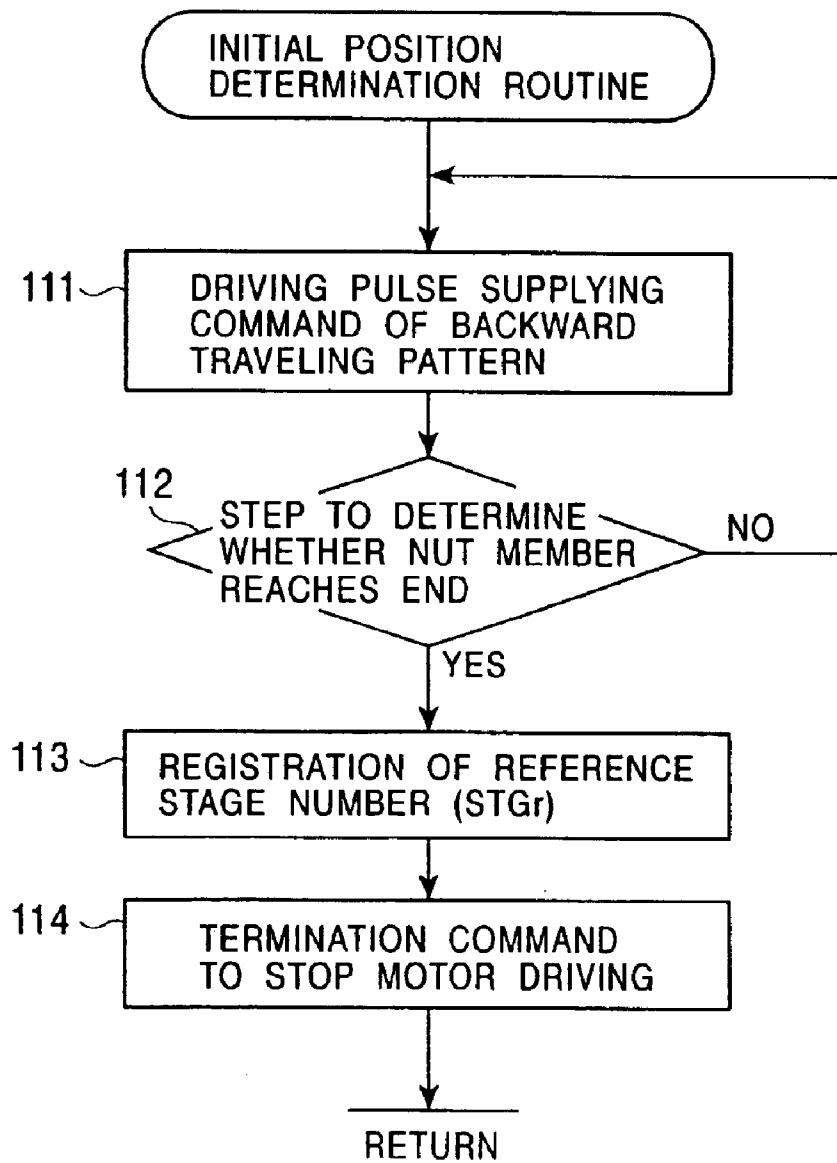 INITIAL POSITION
DETERMINATION ROUTINE
111
DRIVING PULSE SUPPLYING
COMMAND OF BACKWARD
TRAVELING PATTERN
112
STEP TO DETERMINE
WHETHER NUT MEMBER
REACHES END
NO
YES
113
REGISTRATION OF REFERENCE
STAGE NUMBER (STGr)
114
TERMINATION COMMAND
TO STOP MOTOR DRIVING
RETURN